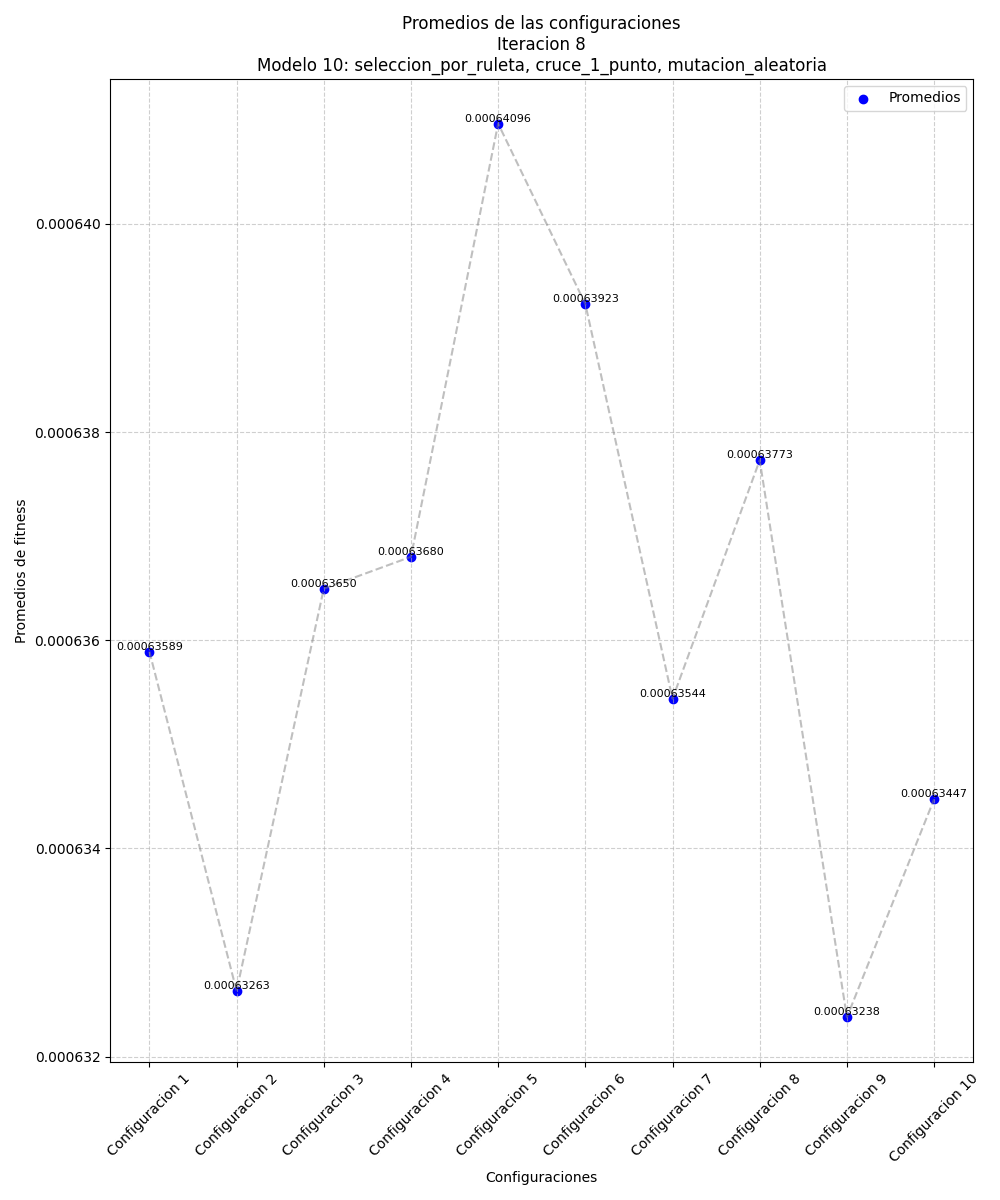 Promedios de las configuraciones
Iteracion 8
Modelo 10: seleccion_por_ruleta, cruce_1_punto, mutacion_aleatoria
Promedios
0.00064096
0.000640
0.00063923
0.000638
0.00063773
0.00063680
0.00063650
0.000636
0.00063589
0.00063544
0.00063447
0.000634
0.00063263
0.00063238
0.000632
Promedios de fitness
Configuracion 1
Configuracion 2
Configuracion 3
Configuracion 4
Configuracion 5
Configuracion 6
Configuracion 7
Configuracion 8
Configuracion 9
Configuracion 10
Configuraciones